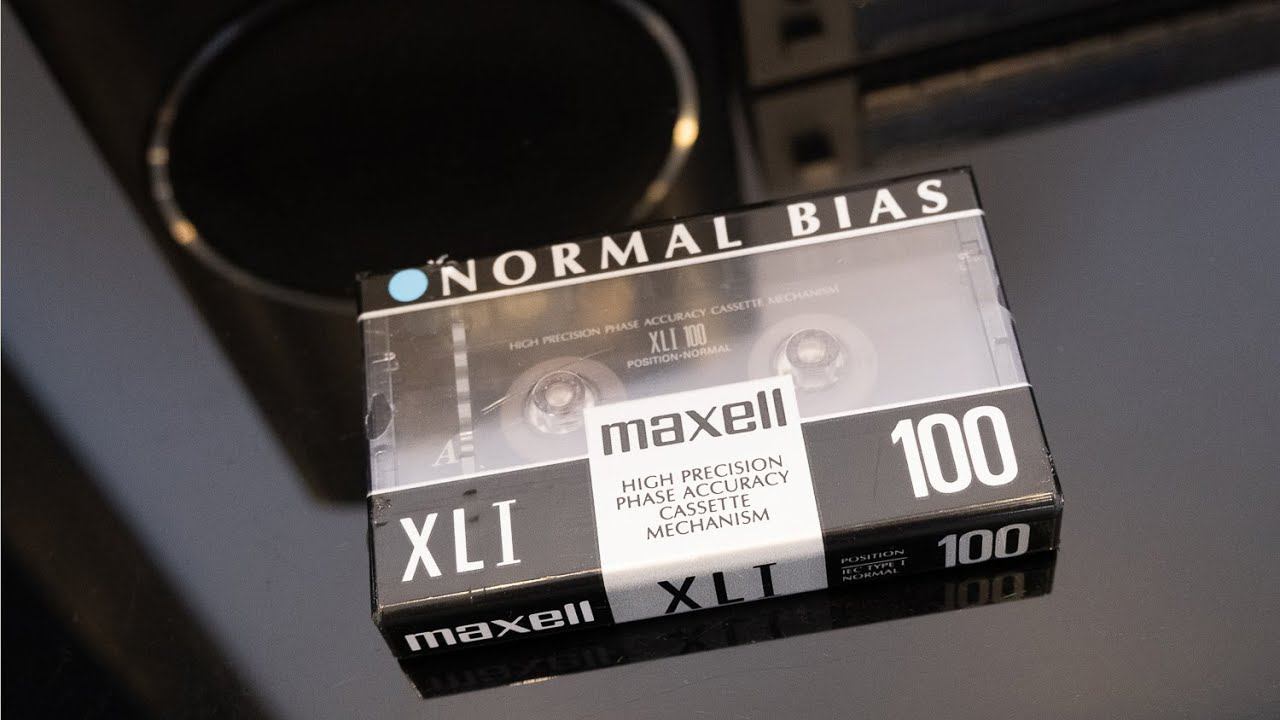 NORMAL BIAS
HIGH PRECISION PHASE ACCURACY CASSETTE MECHANISM
XLI 100
POSITION·NORMAL
A
maxell
HIGH PRECISION
PHASE ACCURACY
CASSETTE
MECHANISM
XLI
100
maxell
XLI
POSITION
IEC TYPE I
NORMAL
100